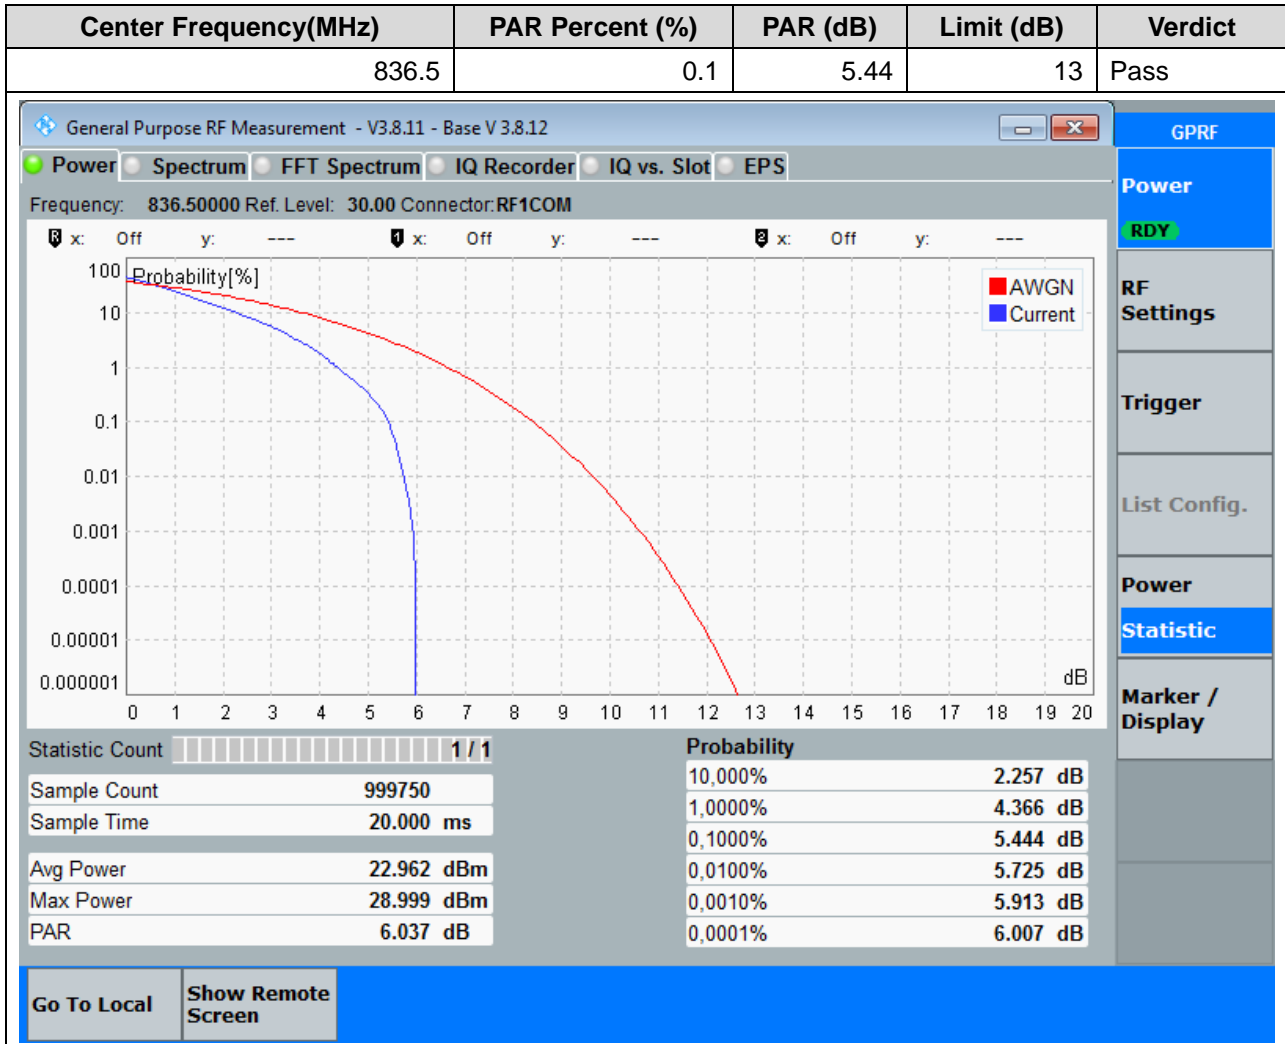 Center Frequency(MHz) PAR Percent (%) PAR (dB) Limit (dB) Verdict
836.5 0.1 5.44 13 Pass
General Purpose RF Measurement - V3.8.11 - Base V 3.8.12
GPRF
Power Spectrum FFT Spectrum IQ Recorder IQ vs. Slot EPS
Frequency: 836.50000 Ref. Level: 30.00 Connector:RF1COM
R x: Off y: --- 1 x: Off y: --- 2 x: Off y: ---
Probability[%]
AWGN
Current
100
10
1
0.1
0.01
0.001
0.0001
0.00001
0.000001
dB
0 1 2 3 4 5 6 7 8 9 10 11 12 13 14 15 16 17 18 19 20
Statistic Count 1 / 1
Sample Count 999750
Sample Time 20.000 ms
Avg Power 22.962 dBm
Max Power 28.999 dBm
PAR 6.037 dB
Probability
10,000% 2.257 dB
1,0000% 4.366 dB
0,1000% 5.444 dB
0,0100% 5.725 dB
0,0010% 5.913 dB
0,0001% 6.007 dB
Power
RDY
RF
Settings
Trigger
List Config.
Power
Statistic
Marker /
Display
Go To Local
Show Remote
Screen